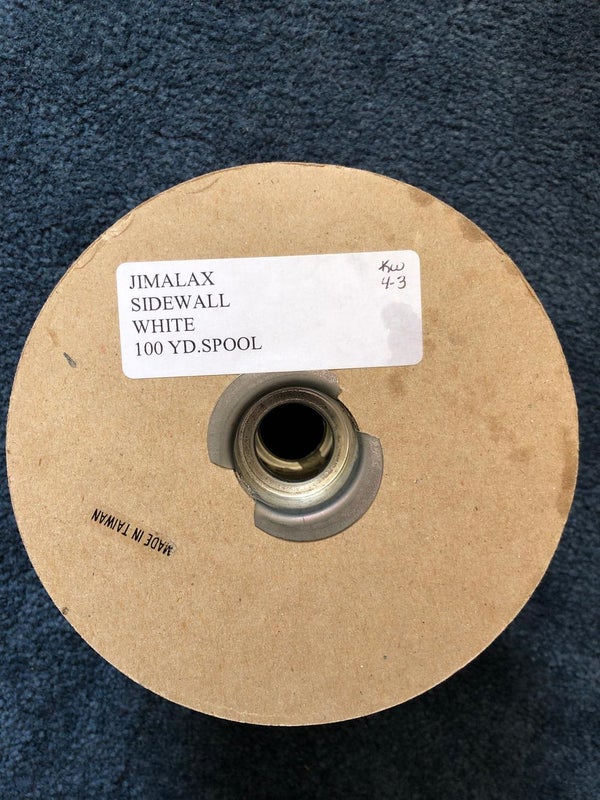 JIMALAX
SIDEWALL
WHITE
100 YD.SPOOL
KW
4-3
MADE IN TAIWAN